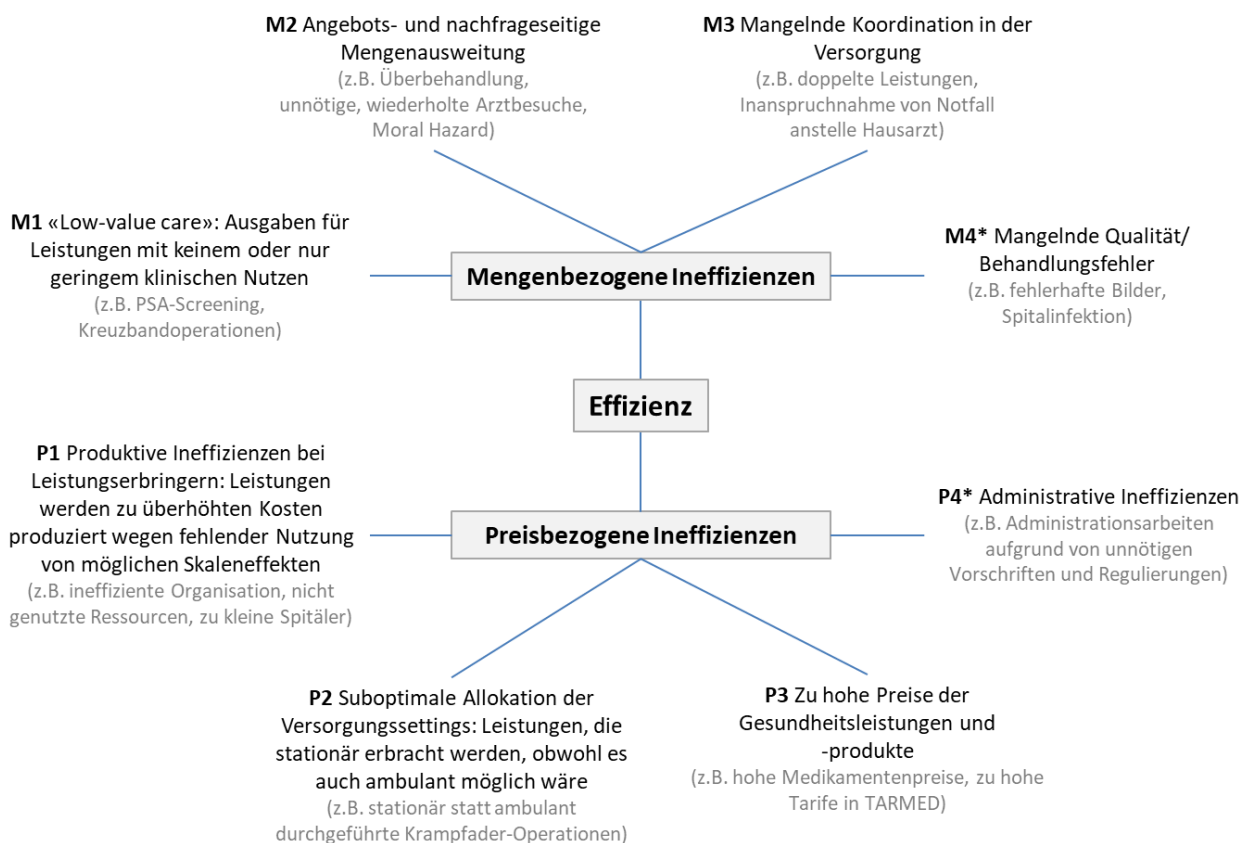 M2 Angebots- und nachfrageseitige
Mengenausweitung
(z.B. Überbehandlung,
unnötige, wiederholte Arztbesuche,
Moral Hazard)
M3 Mangelnde Koordination in der
Versorgung
(z.B. doppelte Leistungen,
Inanspruchnahme von Notfall
anstelle Hausarzt)
M1 «Low-value care»: Ausgaben für
Leistungen mit keinem oder nur
geringem klinischen Nutzen
(z.B. PSA-Screening,
Kreuzbandoperationen)
Mengenbezogene Ineffizienzen
M4* Mangelnde Qualität/
Behandlungsfehler
(z.B. fehlerhafte Bilder,
Spitalinfektion)
Effizienz
P1 Produktive Ineffizienzen bei
Leistungserbringern: Leistungen
werden zu überhöhten Kosten
produziert wegen fehlender Nutzung
von möglichen Skaleneffekten
(z.B. ineffiziente Organisation, nicht
genutzte Ressourcen, zu kleine Spitäler)
Preisbezogene Ineffizienzen
P4* Administrative Ineffizienzen
(z.B. Administrationsarbeiten
aufgrund von unnötigen
Vorschriften und Regulierungen)
P2 Suboptimale Allokation der
Versorgungssettings: Leistungen, die
stationär erbracht werden, obwohl es
auch ambulant möglich wäre
(z.B. stationär statt ambulant
durchgeführte Krampfader-Operationen)
P3 Zu hohe Preise der
Gesundheitsleistungen und
-produkte
(z.B. hohe Medikamentenpreise, zu hohe
Tarife in TARMED)